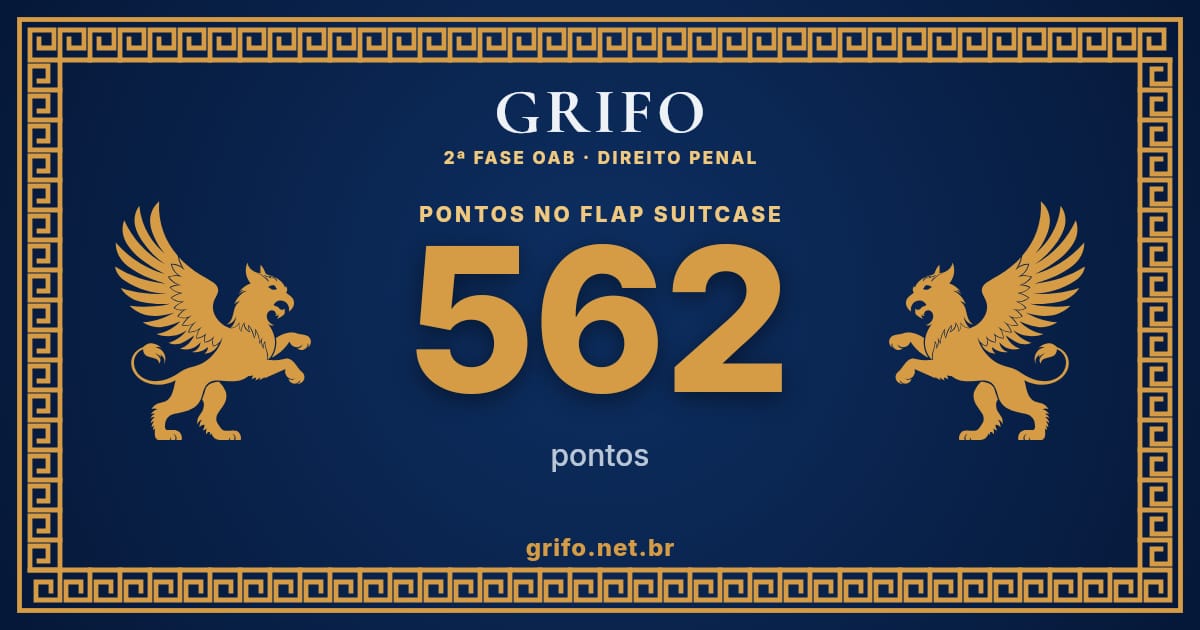 GRIFO
2ª FASE OAB · DIREITO PENAL
PONTOS NO FLAP SUITCASE
562
pontos
grifo.net.br